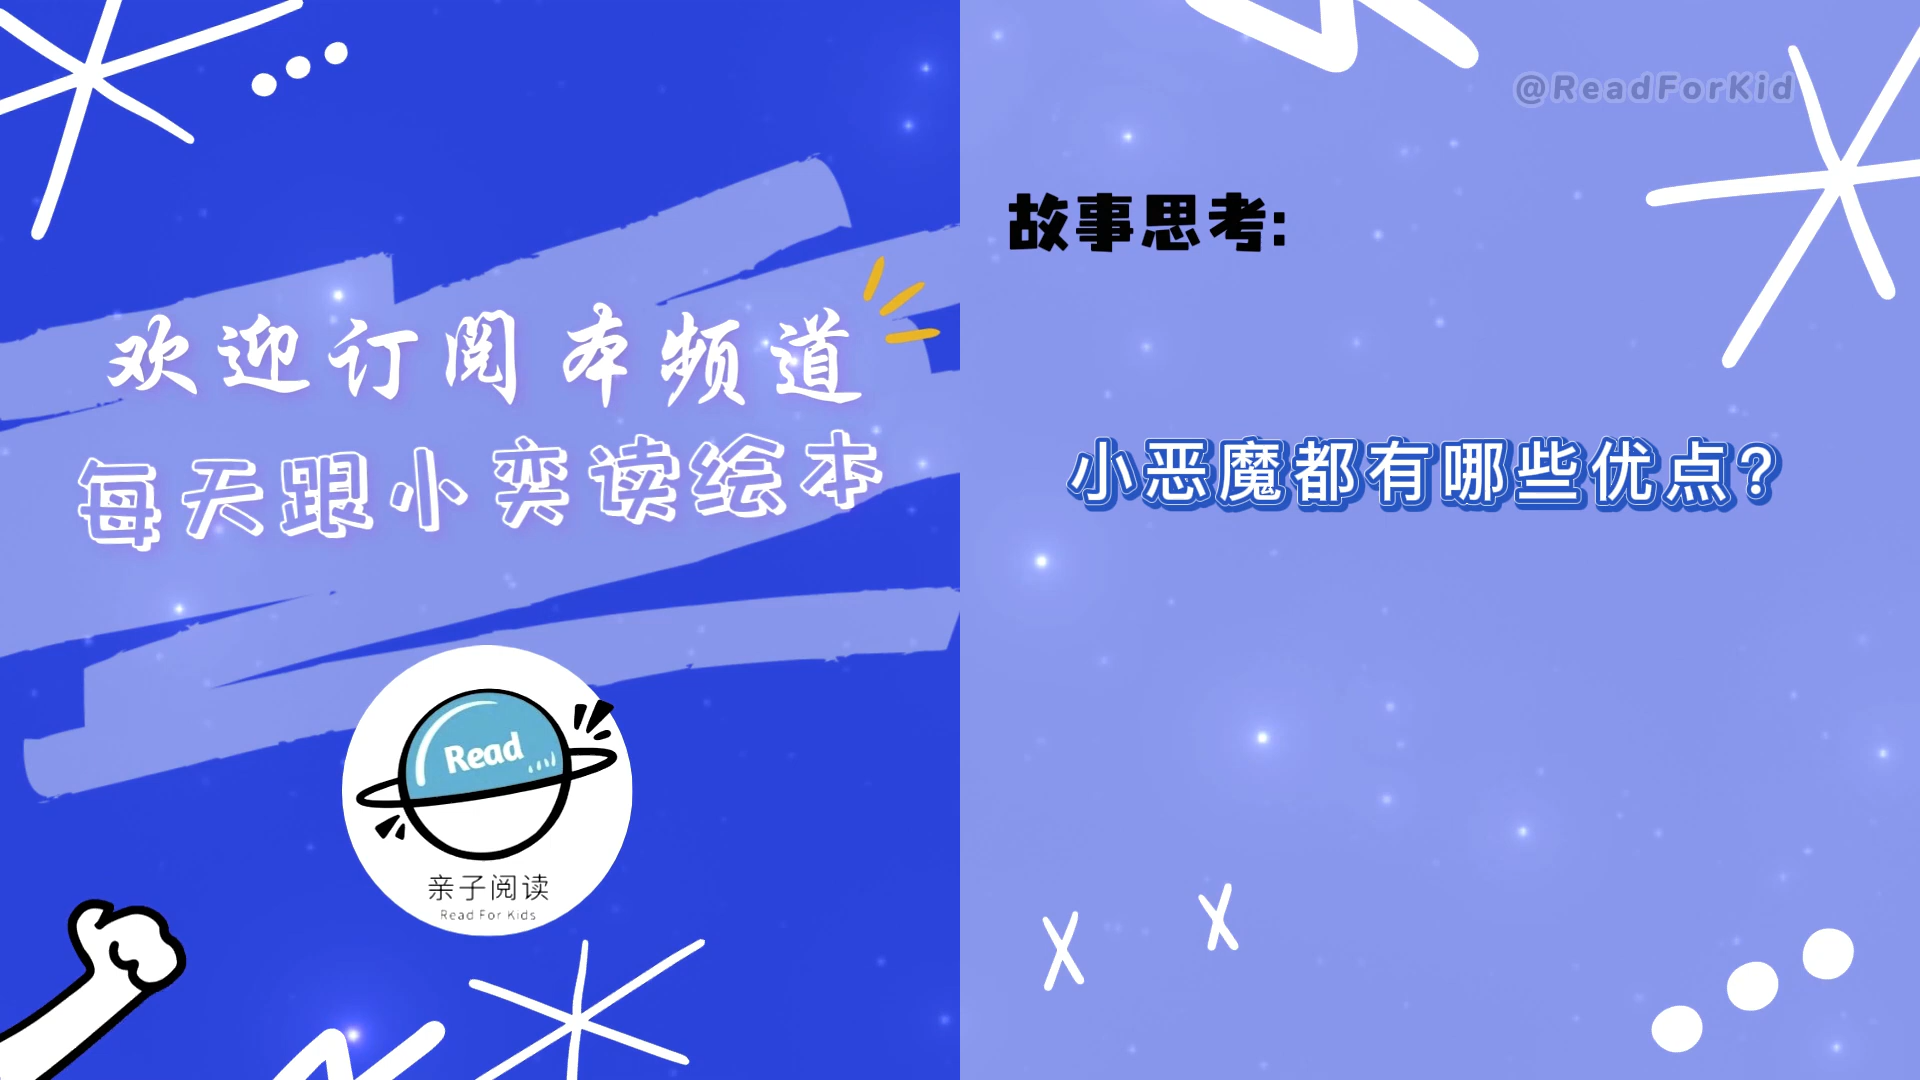 欢迎订阅本频道
每天跟小奕读绘本
Read
亲子阅读
Read For Kids
@ReadForKid
故事思考:
小恶魔都有哪些优点?